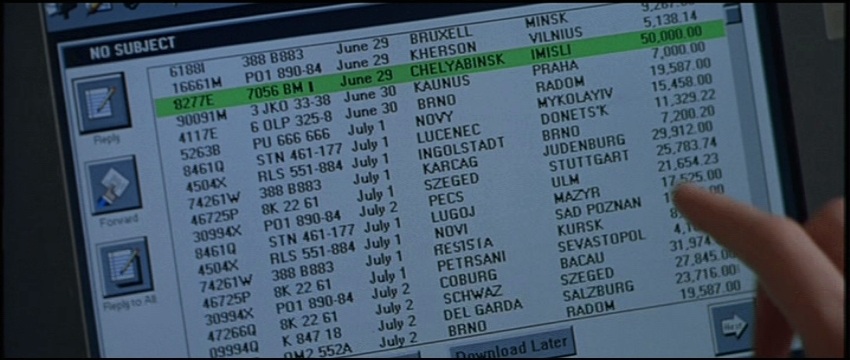 NO SUBJECT
6188I 388 B883 June 29 BRUXELL MINSK
16661M P01 890-84 June 29 KHERSON VILNIUS 5,138.14
8277E 7056 BM I June 29 CHELYABINSK IMISLI 50,000.00
90091M 3 JKO 33-38 June 30 KAUNUS PRAHA 7,000.00
4117E 6 OLP 325-8 June 30 BRNO RADOM 19,587.00
52638 PU 666 666 July 1 NOVY MYKOLAYIV 15,458.00
8461Q STN 461-177 July 1 LUCENEC DONETS'K 11,329.22
4504X RLS 551-884 July 1 INGOLSTADT BRNO 7,200.20
74261W 388 B883 July 1 KARCAG JUDENBURG 29,912.00
46725P 8K 22 61 July 1 SZEGED STUTTGART 25,783.74
30994X P01 890-84 July 2 PECS ULM 21,654.23
8461Q STN 461-177 July 1 LUGOJ MAZYR 17,525.00
4504X RLS 551-884 July 1 NOVI SAD POZNAN
74261W 388 B883 July 1 RESISTA KURSK
46725P 8K 22 61 July 1 PETRSANI SEVASTOPOL
30994X P01 890-84 July 2 COBURG BACAU 31,974
47266Q 8K 22 61 July 2 SCHWAZ SZEGED 27,845.00
09994Q K 847 18 July 2 DEL GARDA SALZBURG 23,716.00
552A July 2 BRNO RADOM 19,587.00
Reply
Forward
Reply to All
Download Later
Next